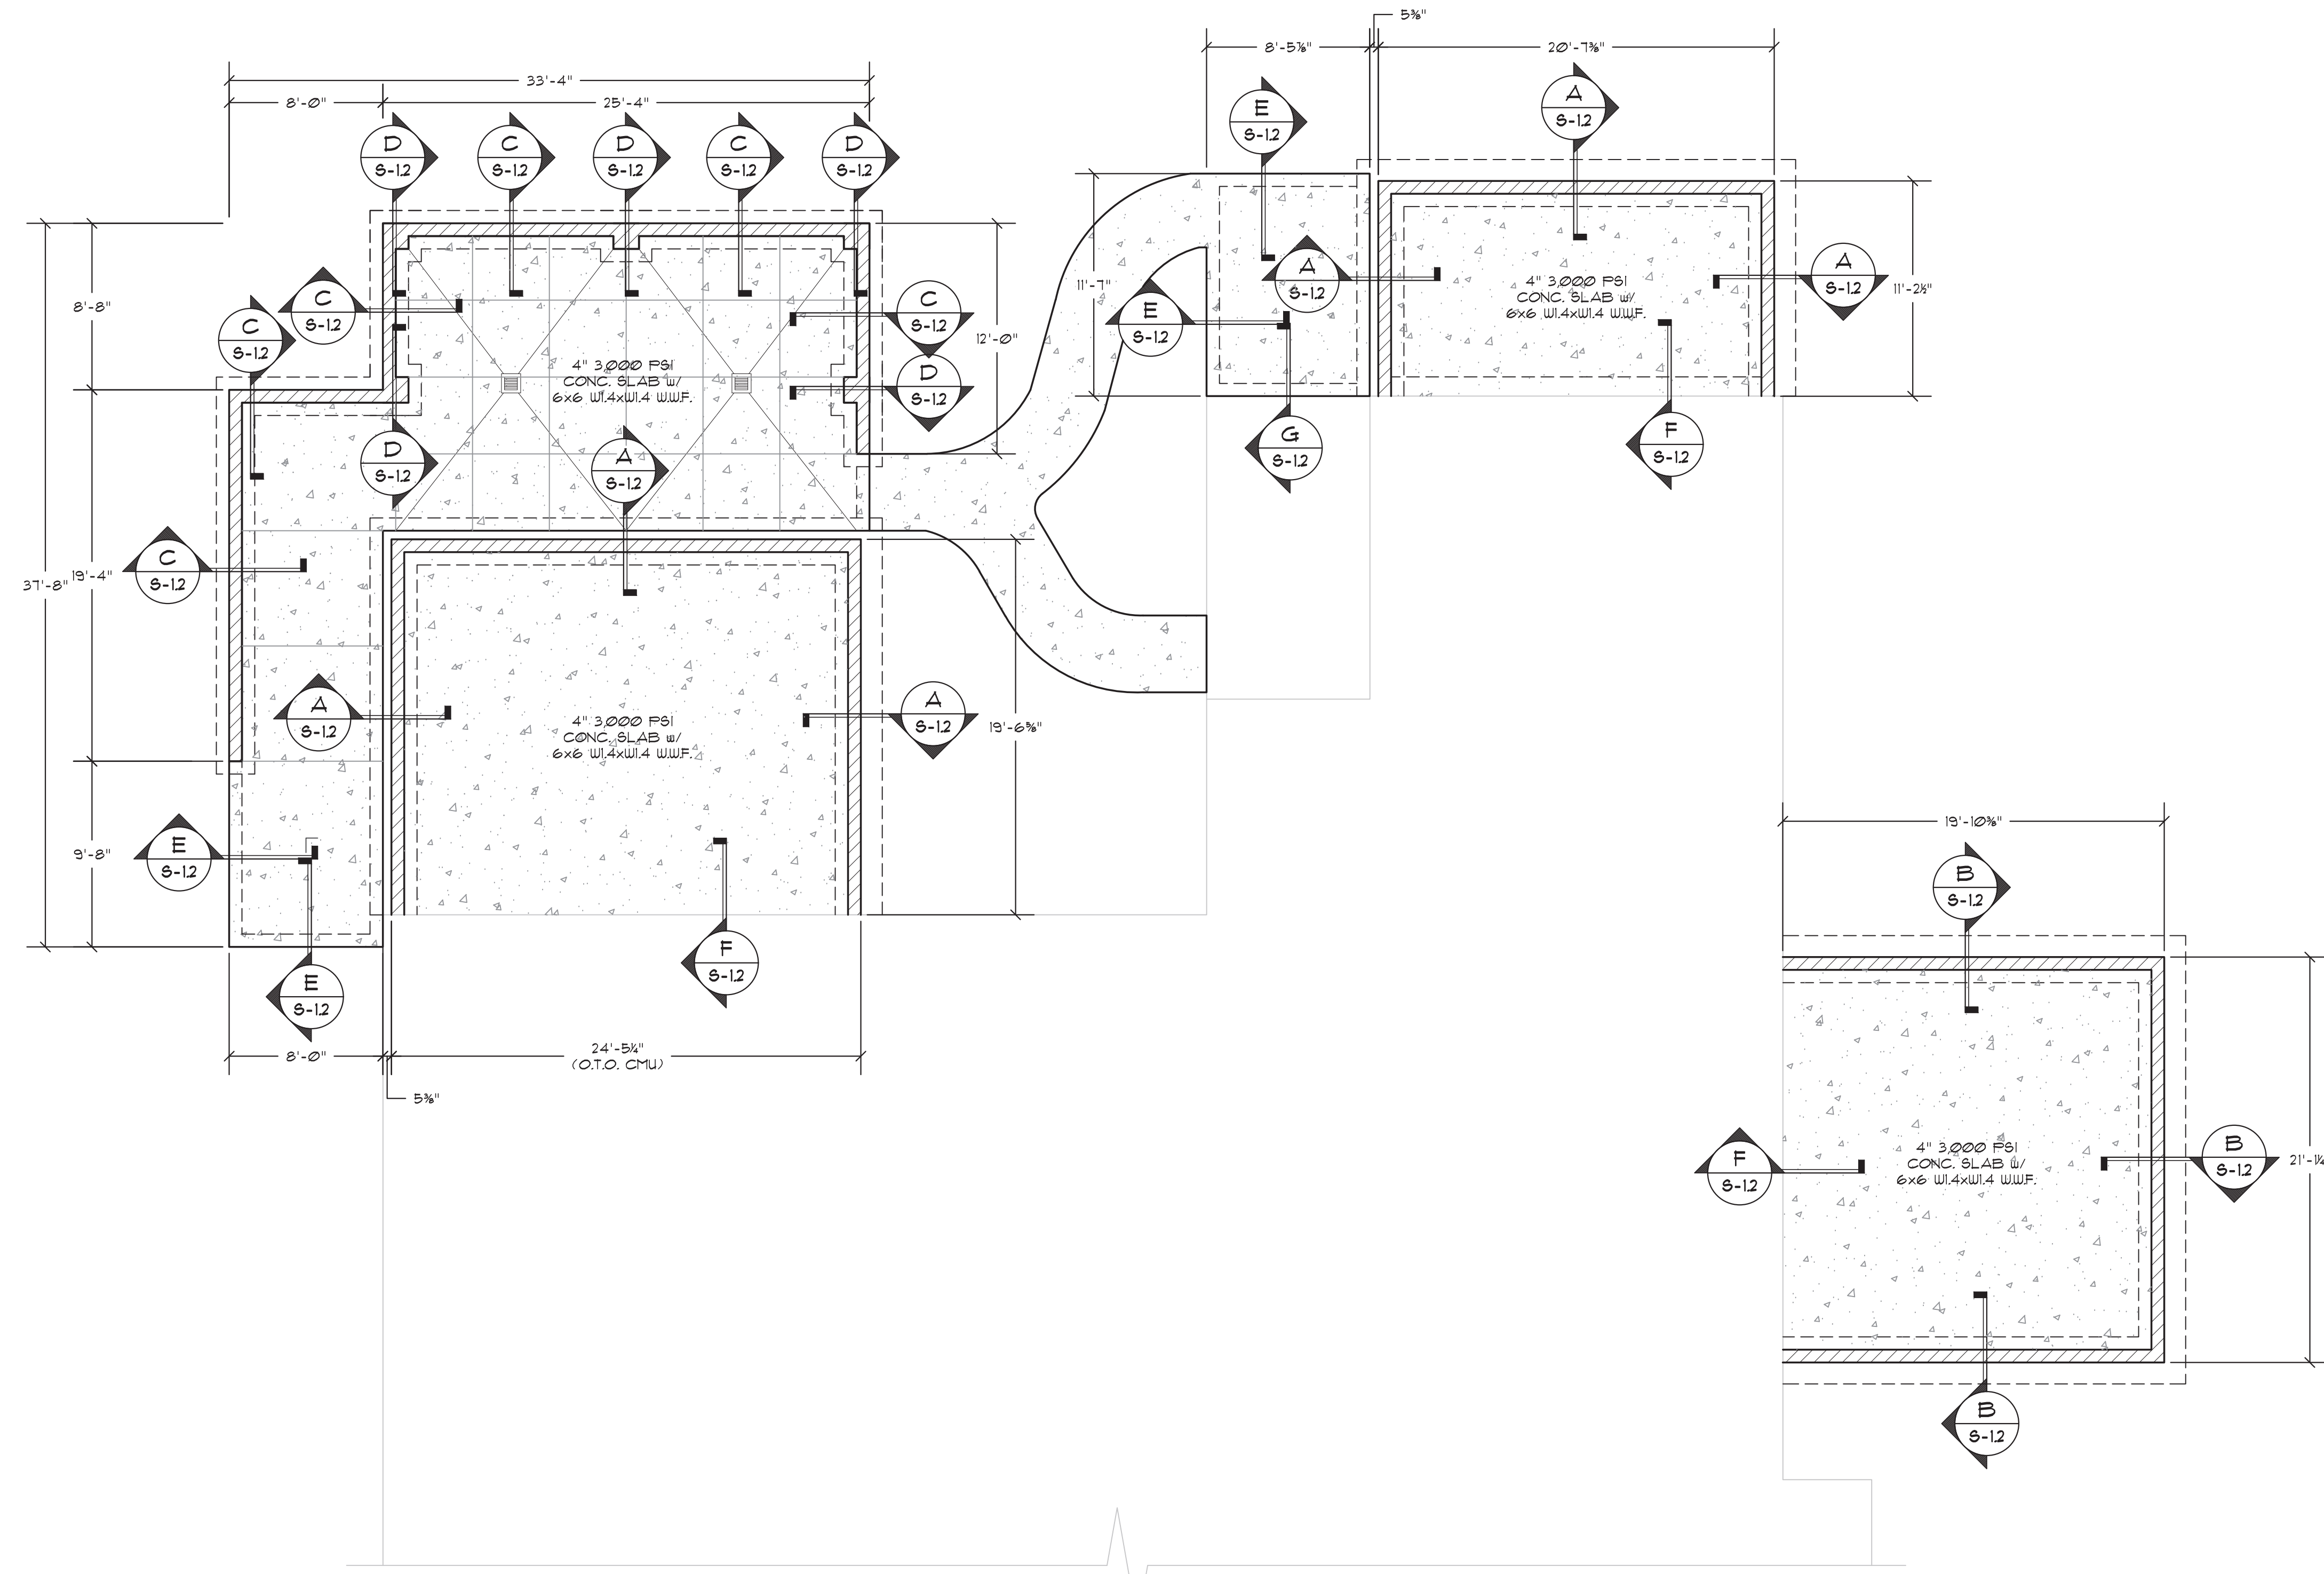 5⅜"
8'-5⅞"
20'-7⅜"
33'-4"
8'-0"
25'-4"
A
S-1.2
E
S-1.2
D
S-1.2
C
S-1.2
D
S-1.2
C
S-1.2
D
S-1.2
A
S-1.2
A
S-1.2
11'-7"
11'-2½"
4" 3,000 PSI
CONC. SLAB w/
6x6 W1.4xW1.4 W.W.F.
C
S-1.2
C
S-1.2
8'-8"
E
S-1.2
C
S-1.2
12'-0"
4" 3,000 PSI
CONC. SLAB w/
6x6 W1.4xW1.4 W.W.F.
D
S-1.2
G
S-1.2
F
S-1.2
D
S-1.2
A
S-1.2
C
S-1.2
37'-8"
19'-4"
A
S-1.2
A
S-1.2
4" 3,000 PSI
CONC. SLAB w/
6x6 W1.4xW1.4 W.W.F.
19'-6⅝"
19'-10⅜"
9'-8"
E
S-1.2
B
S-1.2
F
S-1.2
E
S-1.2
8'-0"
24'-5¼"
(O.T.O. CMU)
5⅜"
F
S-1.2
4" 3,000 PSI
CONC. SLAB w/
6x6 W1.4xW1.4 W.W.F.
B
S-1.2
B
S-1.2